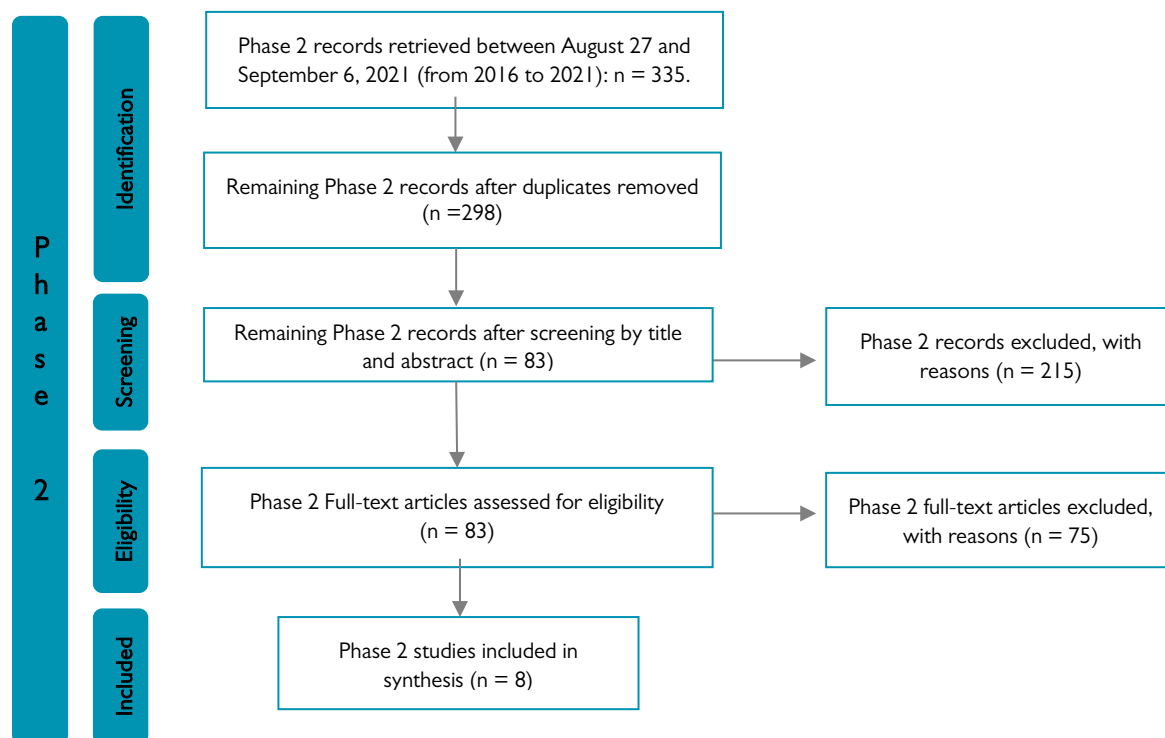 Phase 2
Identification
Phase 2 records retrieved between August 27 and
September 6, 2021 (from 2016 to 2021): n = 335.
Remaining Phase 2 records after duplicates removed
(n =298)
Screening
Remaining Phase 2 records after screening by title
and abstract (n = 83)
Phase 2 records excluded, with
reasons (n = 215)
Eligibility
Phase 2 Full-text articles assessed for eligibility
(n = 83)
Phase 2 full-text articles excluded,
with reasons (n = 75)
Included
Phase 2 studies included in
synthesis (n = 8)